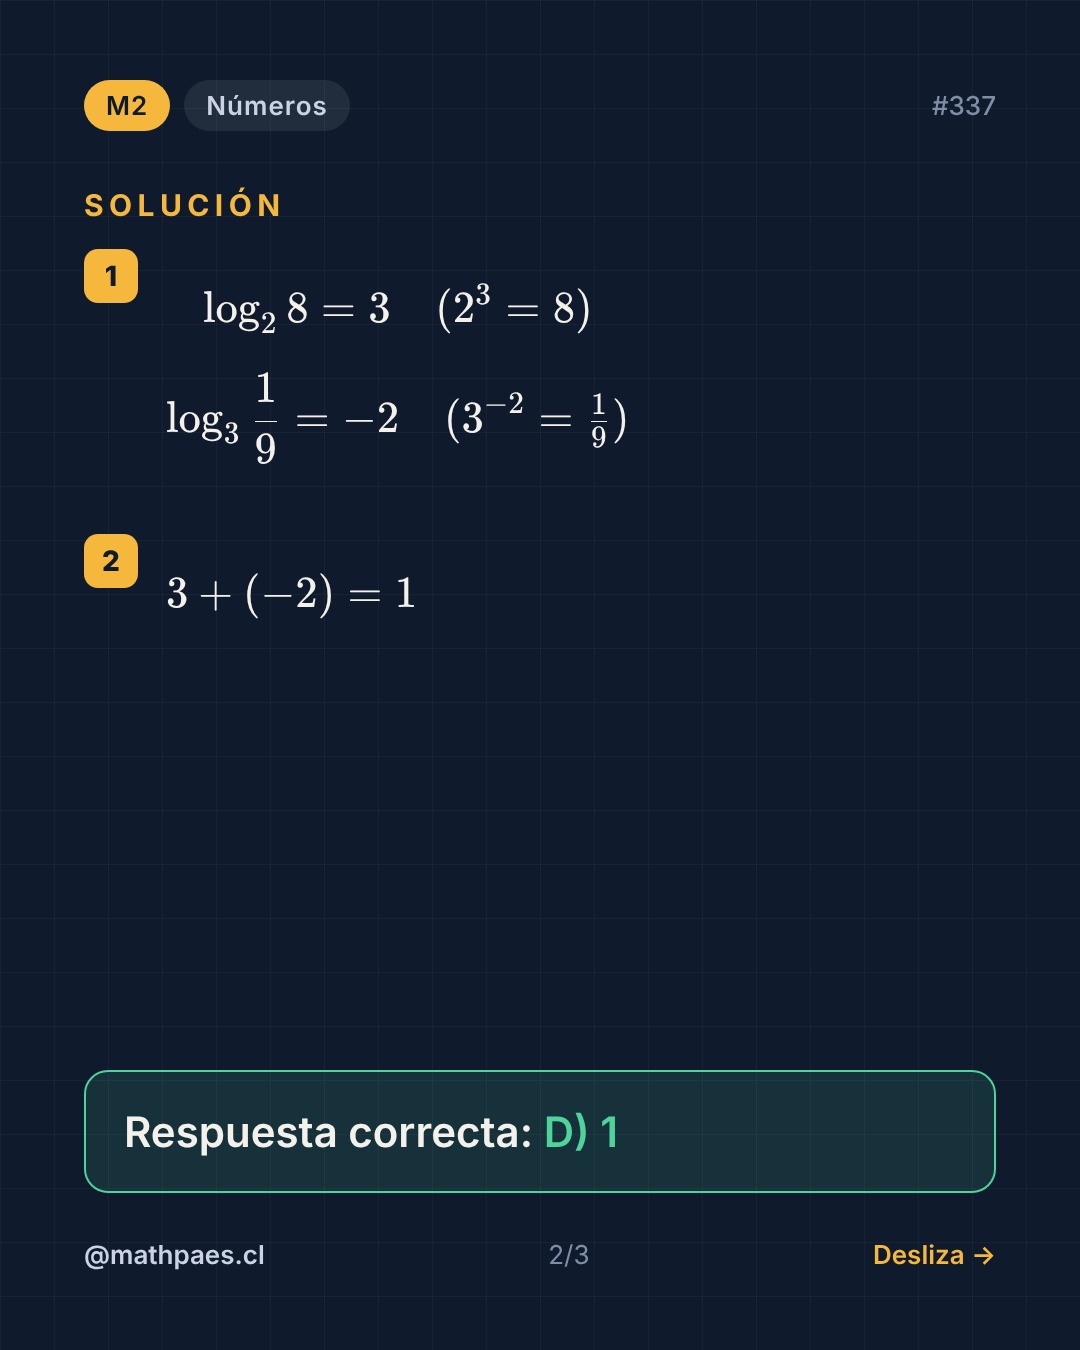 M2 Números #337
SOLUCIÓN
1
log₂ 8 = 3 (2³ = 8)
log₃ 1/9 = −2 (3⁻² = 1/9)
2
3 + (−2) = 1
Respuesta correcta: D) 1
@mathpaes.cl 2/3 Desliza →